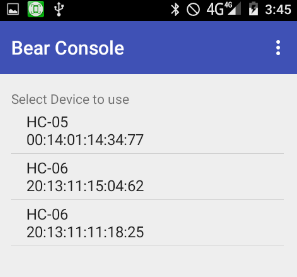 4G 4G 3:45
Bear Console
Select Device to use
HC-05
00:14:01:14:34:77
HC-06
20:13:11:15:04:62
HC-06
20:13:11:11:18:25